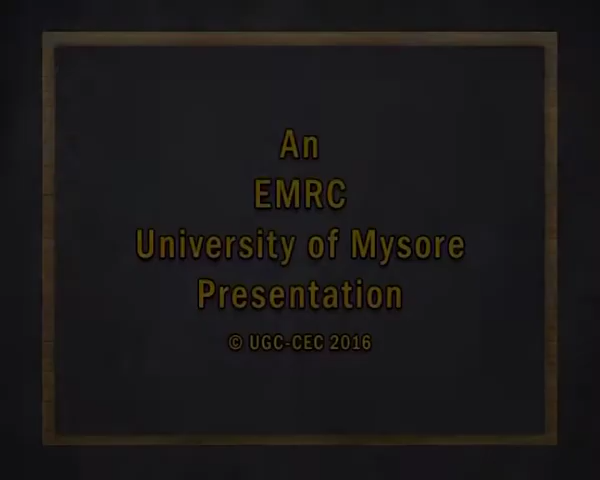 An
EMRC
University of Mysore
Presentation
© UGC-CEC 2016